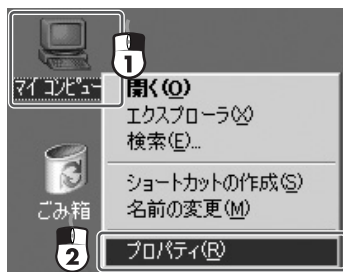 1
マイ コンピュー
開く(O)
エクスプローラ(X)
検索(E)...
ショートカットの作成(S)
ごみ箱
名前の変更(M)
2
プロパティ(R)